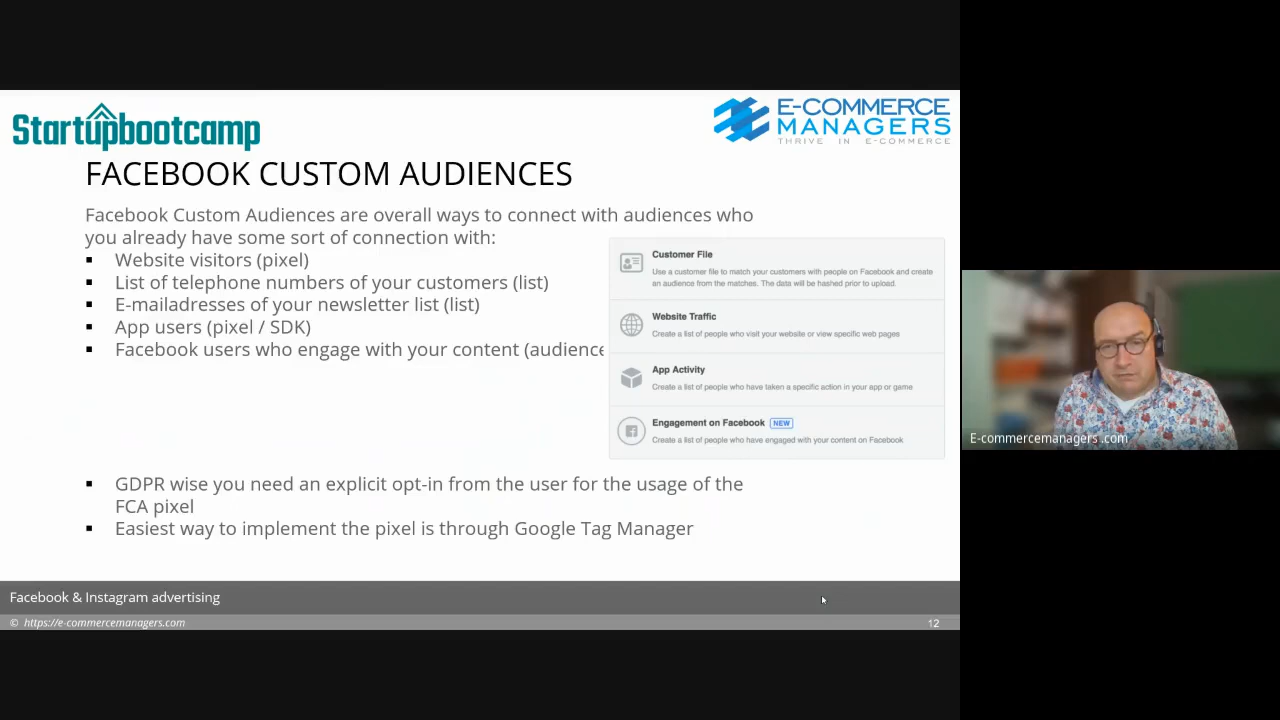 Startupbootcamp
E-COMMERCE
MANAGERS
THRIVE IN E-COMMERCE
FACEBOOK CUSTOM AUDIENCES
Facebook Custom Audiences are overall ways to connect with audiences who
you already have some sort of connection with:
▪ Website visitors (pixel)
▪ List of telephone numbers of your customers (list)
▪ E-mailadresses of your newsletter list (list)
▪ App users (pixel / SDK)
▪ Facebook users who engage with your content (audience
Customer File
Use a customer file to match your customers with people on Facebook and create
an audience from the matches. The data will be hashed prior to upload.
Website Traffic
Create a list of people who visit your website or view specific web pages
App Activity
Create a list of people who have taken a specific action in your app or game
Engagement on Facebook NEW
Create a list of people who have engaged with your content on Facebook
▪ GDPR wise you need an explicit opt-in from the user for the usage of the
FCA pixel
▪ Easiest way to implement the pixel is through Google Tag Manager
Facebook & Instagram advertising
© https://e-commercemanagers.com
12
E-commercemanagers .com